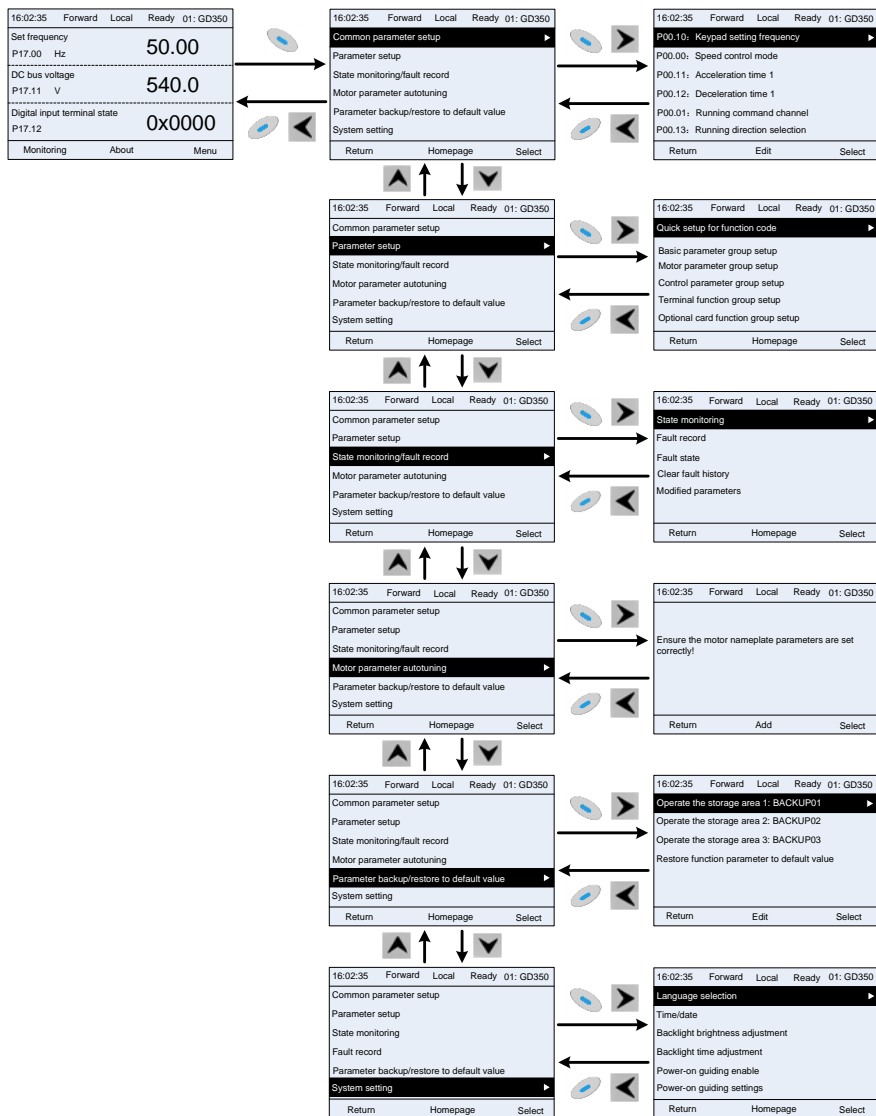 16:02:35 Forward Local Ready 01: GD350
Set frequency
P17.00 Hz 50.00
DC bus voltage
P17.11 V 540.0
Digital input terminal state
P17.12 0x0000
Monitoring About Menu
16:02:35 Forward Local Ready 01: GD350
Common parameter setup
Parameter setup
State monitoring/fault record
Motor parameter autotuning
Parameter backup/restore to default value
System setting
Return Homepage Select
16:02:35 Forward Local Ready 01: GD350
P00.10: Keypad setting frequency
P00.00: Speed control mode
P00.11: Acceleration time 1
P00.12: Deceleration time 1
P00.01: Running command channel
P00.13: Running direction selection
Return Edit Select
16:02:35 Forward Local Ready 01: GD350
Common parameter setup
Parameter setup
State monitoring/fault record
Motor parameter autotuning
Parameter backup/restore to default value
System setting
Return Homepage Select
16:02:35 Forward Local Ready 01: GD350
Quick setup for function code
Basic parameter group setup
Motor parameter group setup
Control parameter group setup
Terminal function group setup
Optional card function group setup
Return Homepage Select
16:02:35 Forward Local Ready 01: GD350
Common parameter setup
Parameter setup
State monitoring/fault record
Motor parameter autotuning
Parameter backup/restore to default value
System setting
Return Homepage Select
16:02:35 Forward Local Ready 01: GD350
State monitoring
Fault record
Fault state
Clear fault history
Modified parameters
Return Homepage Select
16:02:35 Forward Local Ready 01: GD350
Common parameter setup
Parameter setup
State monitoring/fault record
Motor parameter autotuning
Parameter backup/restore to default value
System setting
Return Homepage Select
16:02:35 Forward Local Ready 01: GD350
Ensure the motor nameplate parameters are set
correctly!
Return Add Select
16:02:35 Forward Local Ready 01: GD350
Common parameter setup
Parameter setup
State monitoring/fault record
Motor parameter autotuning
Parameter backup/restore to default value
System setting
Return Homepage Select
16:02:35 Forward Local Ready 01: GD350
Operate the storage area 1: BACKUP01
Operate the storage area 2: BACKUP02
Operate the storage area 3: BACKUP03
Restore function parameter to default value
Return Edit Select
16:02:35 Forward Local Ready 01: GD350
Common parameter setup
Parameter setup
State monitoring
Fault record
Parameter backup/restore to default value
System setting
Return Homepage Select
16:02:35 Forward Local Ready 01: GD350
Language selection
Time/date
Backlight brightness adjustment
Backlight time adjustment
Power-on guiding enable
Power-on guiding settings
Return Homepage Select